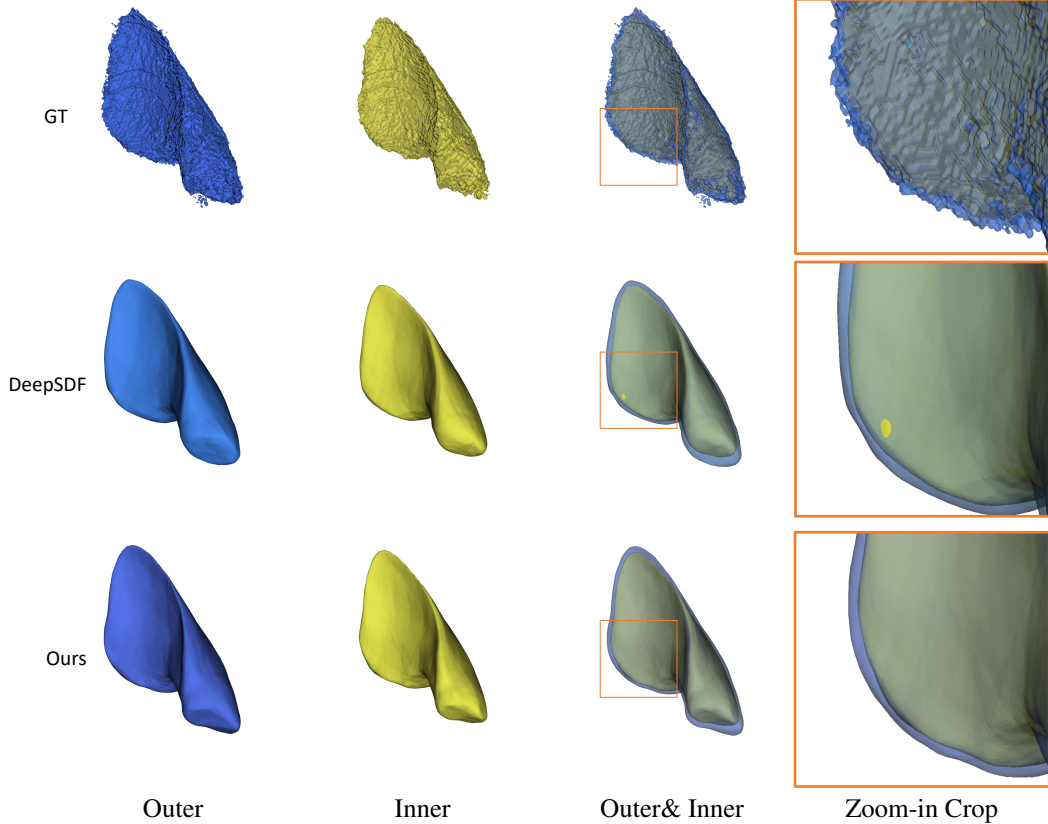 GT
DeepSDF
Ours
Outer
Inner
Outer& Inner
Zoom-in Crop